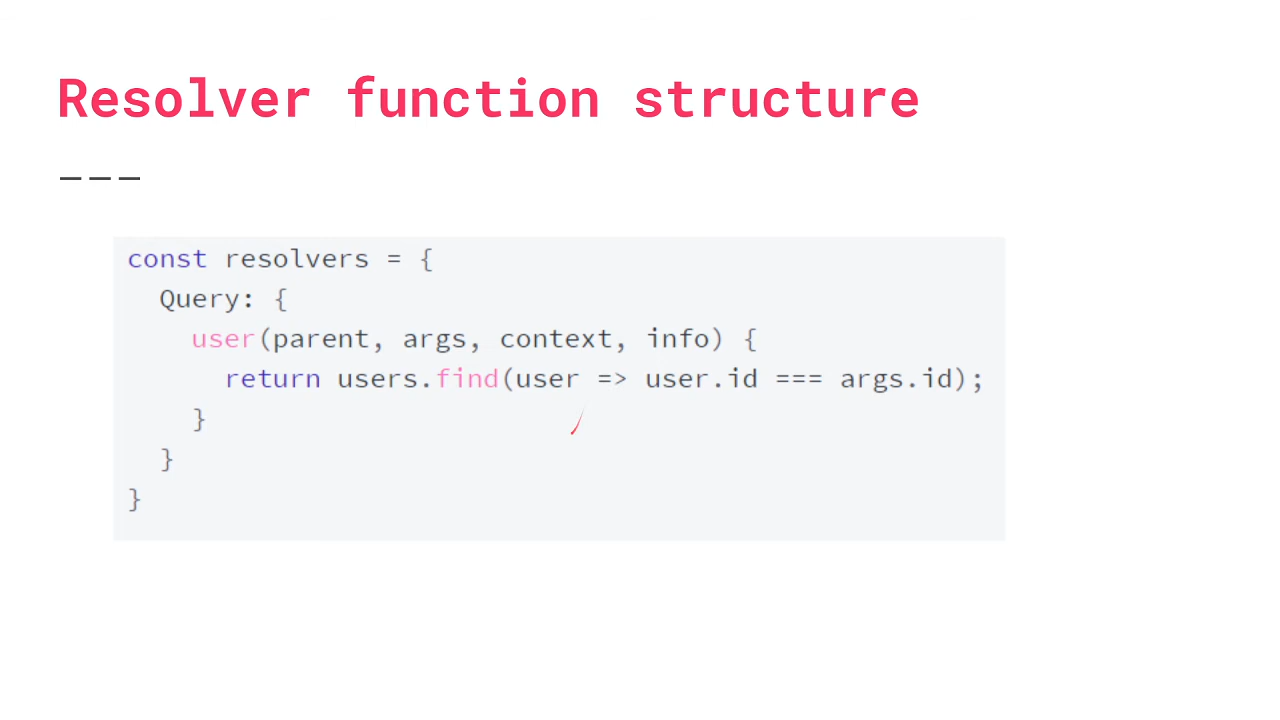 Resolver function structure
---
const resolvers = {
  Query: {
    user(parent, args, context, info) {
      return users.find(user => user.id === args.id);
    }
  }
}